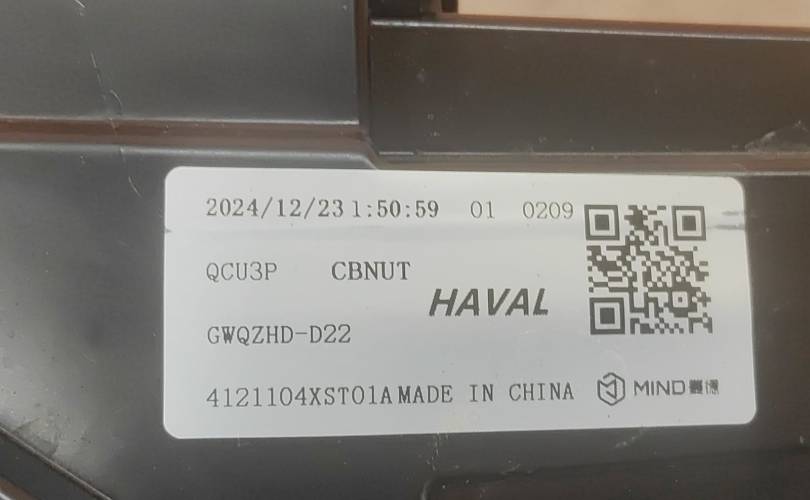 2024/12/23 1:50:59 01 0209
QCU3P CBNUT
HAVAL
GWQZHD-D22
4121104XST01A MADE IN CHINA MIND